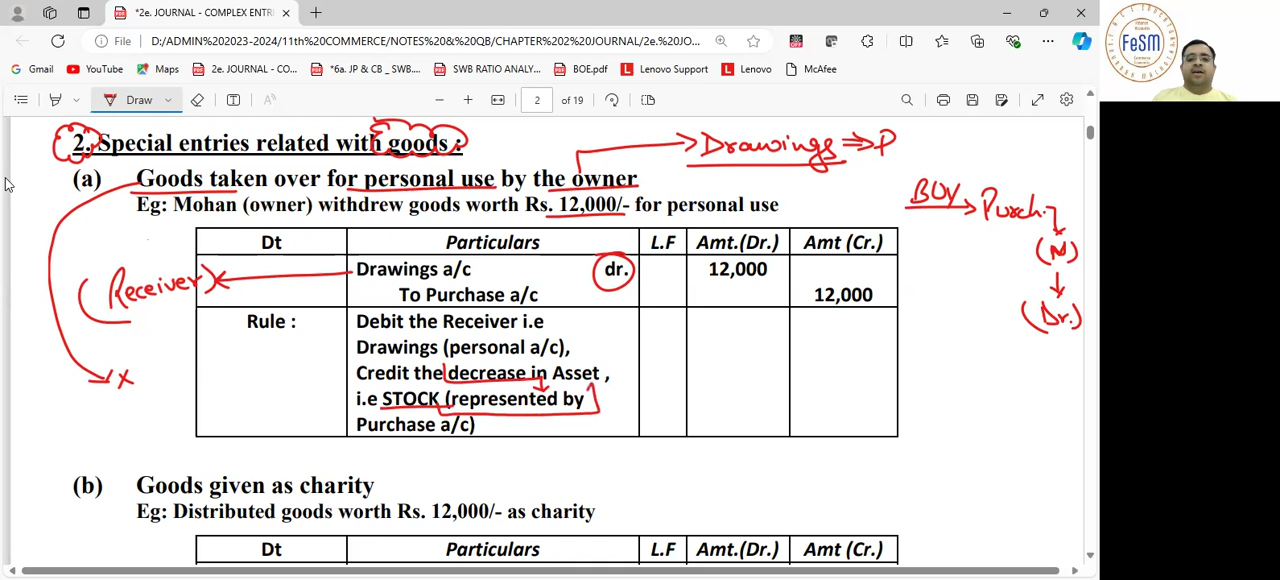 *2e. JOURNAL - COMPLEX ENTR
File D:/ADMIN%202023-2024/11th%20COMMERCE/NOTES%20
QB/CHAPTER%202%20JOURNAL/2e.%20JO...
Gmail YouTube Maps 2e. JOURNAL - CO... *6a. JP & CB _ SWB.... SWB RATI ANALY... BOE.pdf Lenovo Support Lenovo McAfee
Draw 2 of 19
FeSM
2. Special entries related with goods :
Drawings ⇒ P
(a) Goods taken over for personal use by the owner
Eg: Mohan (owner) withdrew goods worth Rs. 12,000/- for personal use
BUY → Purch.
(N)
(Dr.)
Dt Particulars L.F Amt.(Dr.) Amt (Cr.)
(Receiver)
Drawings a/c dr. 12,000
To Purchase a/c 12,000
Rule : Debit the Receiver i.e
Drawings (personal a/c),
Credit the decrease in Asset ,
i.e STOCK (represented by
Purchase a/c)
x
(b) Goods given as charity
Eg: Distributed goods worth Rs. 12,000/- as charity
Dt Particulars L.F Amt.(Dr.) Amt (Cr.)